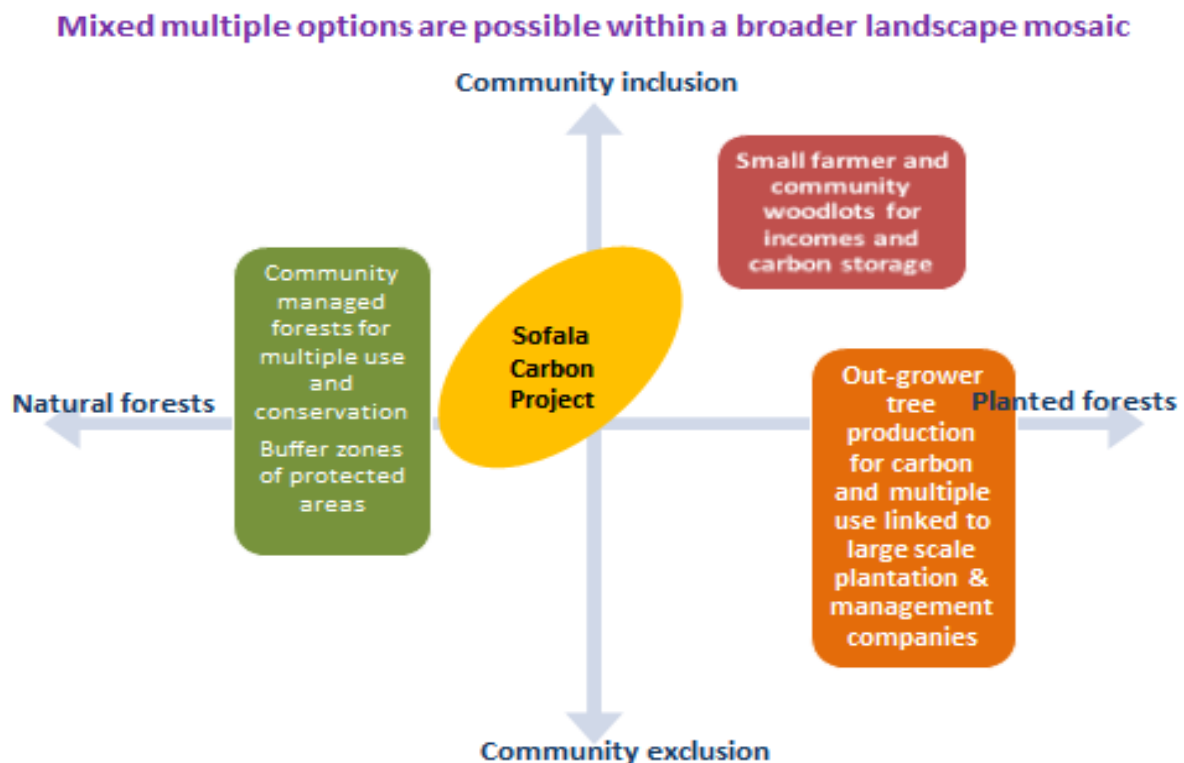 Mixed multiple options are possible within a broader landscape mosaic
Community inclusion
Small farmer and
community
woodlots for
incomes and
carbon storage
Community
managed
forests for
multiple use
and
conservation
Buffer zones
of protected
areas
Sofala
Carbon
Project
Natural forests
Out-grower
tree
production
for carbon
and multiple
use linked to
large scale
plantation &
management
companies
Planted forests
Community exclusion